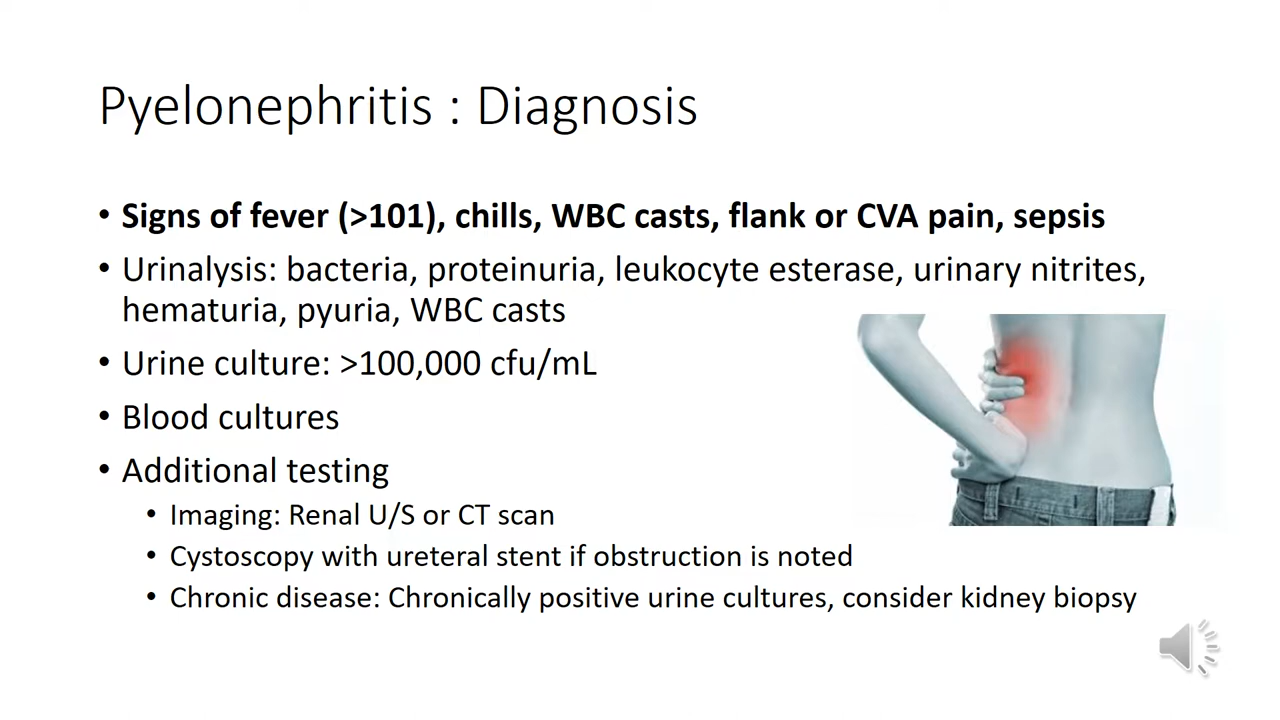 Pyelonephritis : Diagnosis
• Signs of fever (>101), chills, WBC casts, flank or CVA pain, sepsis
• Urinalysis: bacteria, proteinuria, leukocyte esterase, urinary nitrites,
hematuria, pyuria, WBC casts
• Urine culture: >100,000 cfu/mL
• Blood cultures
• Additional testing
• Imaging: Renal U/S or CT scan
• Cystoscopy with ureteral stent if obstruction is noted
• Chronic disease: Chronically positive urine cultures, consider kidney biopsy